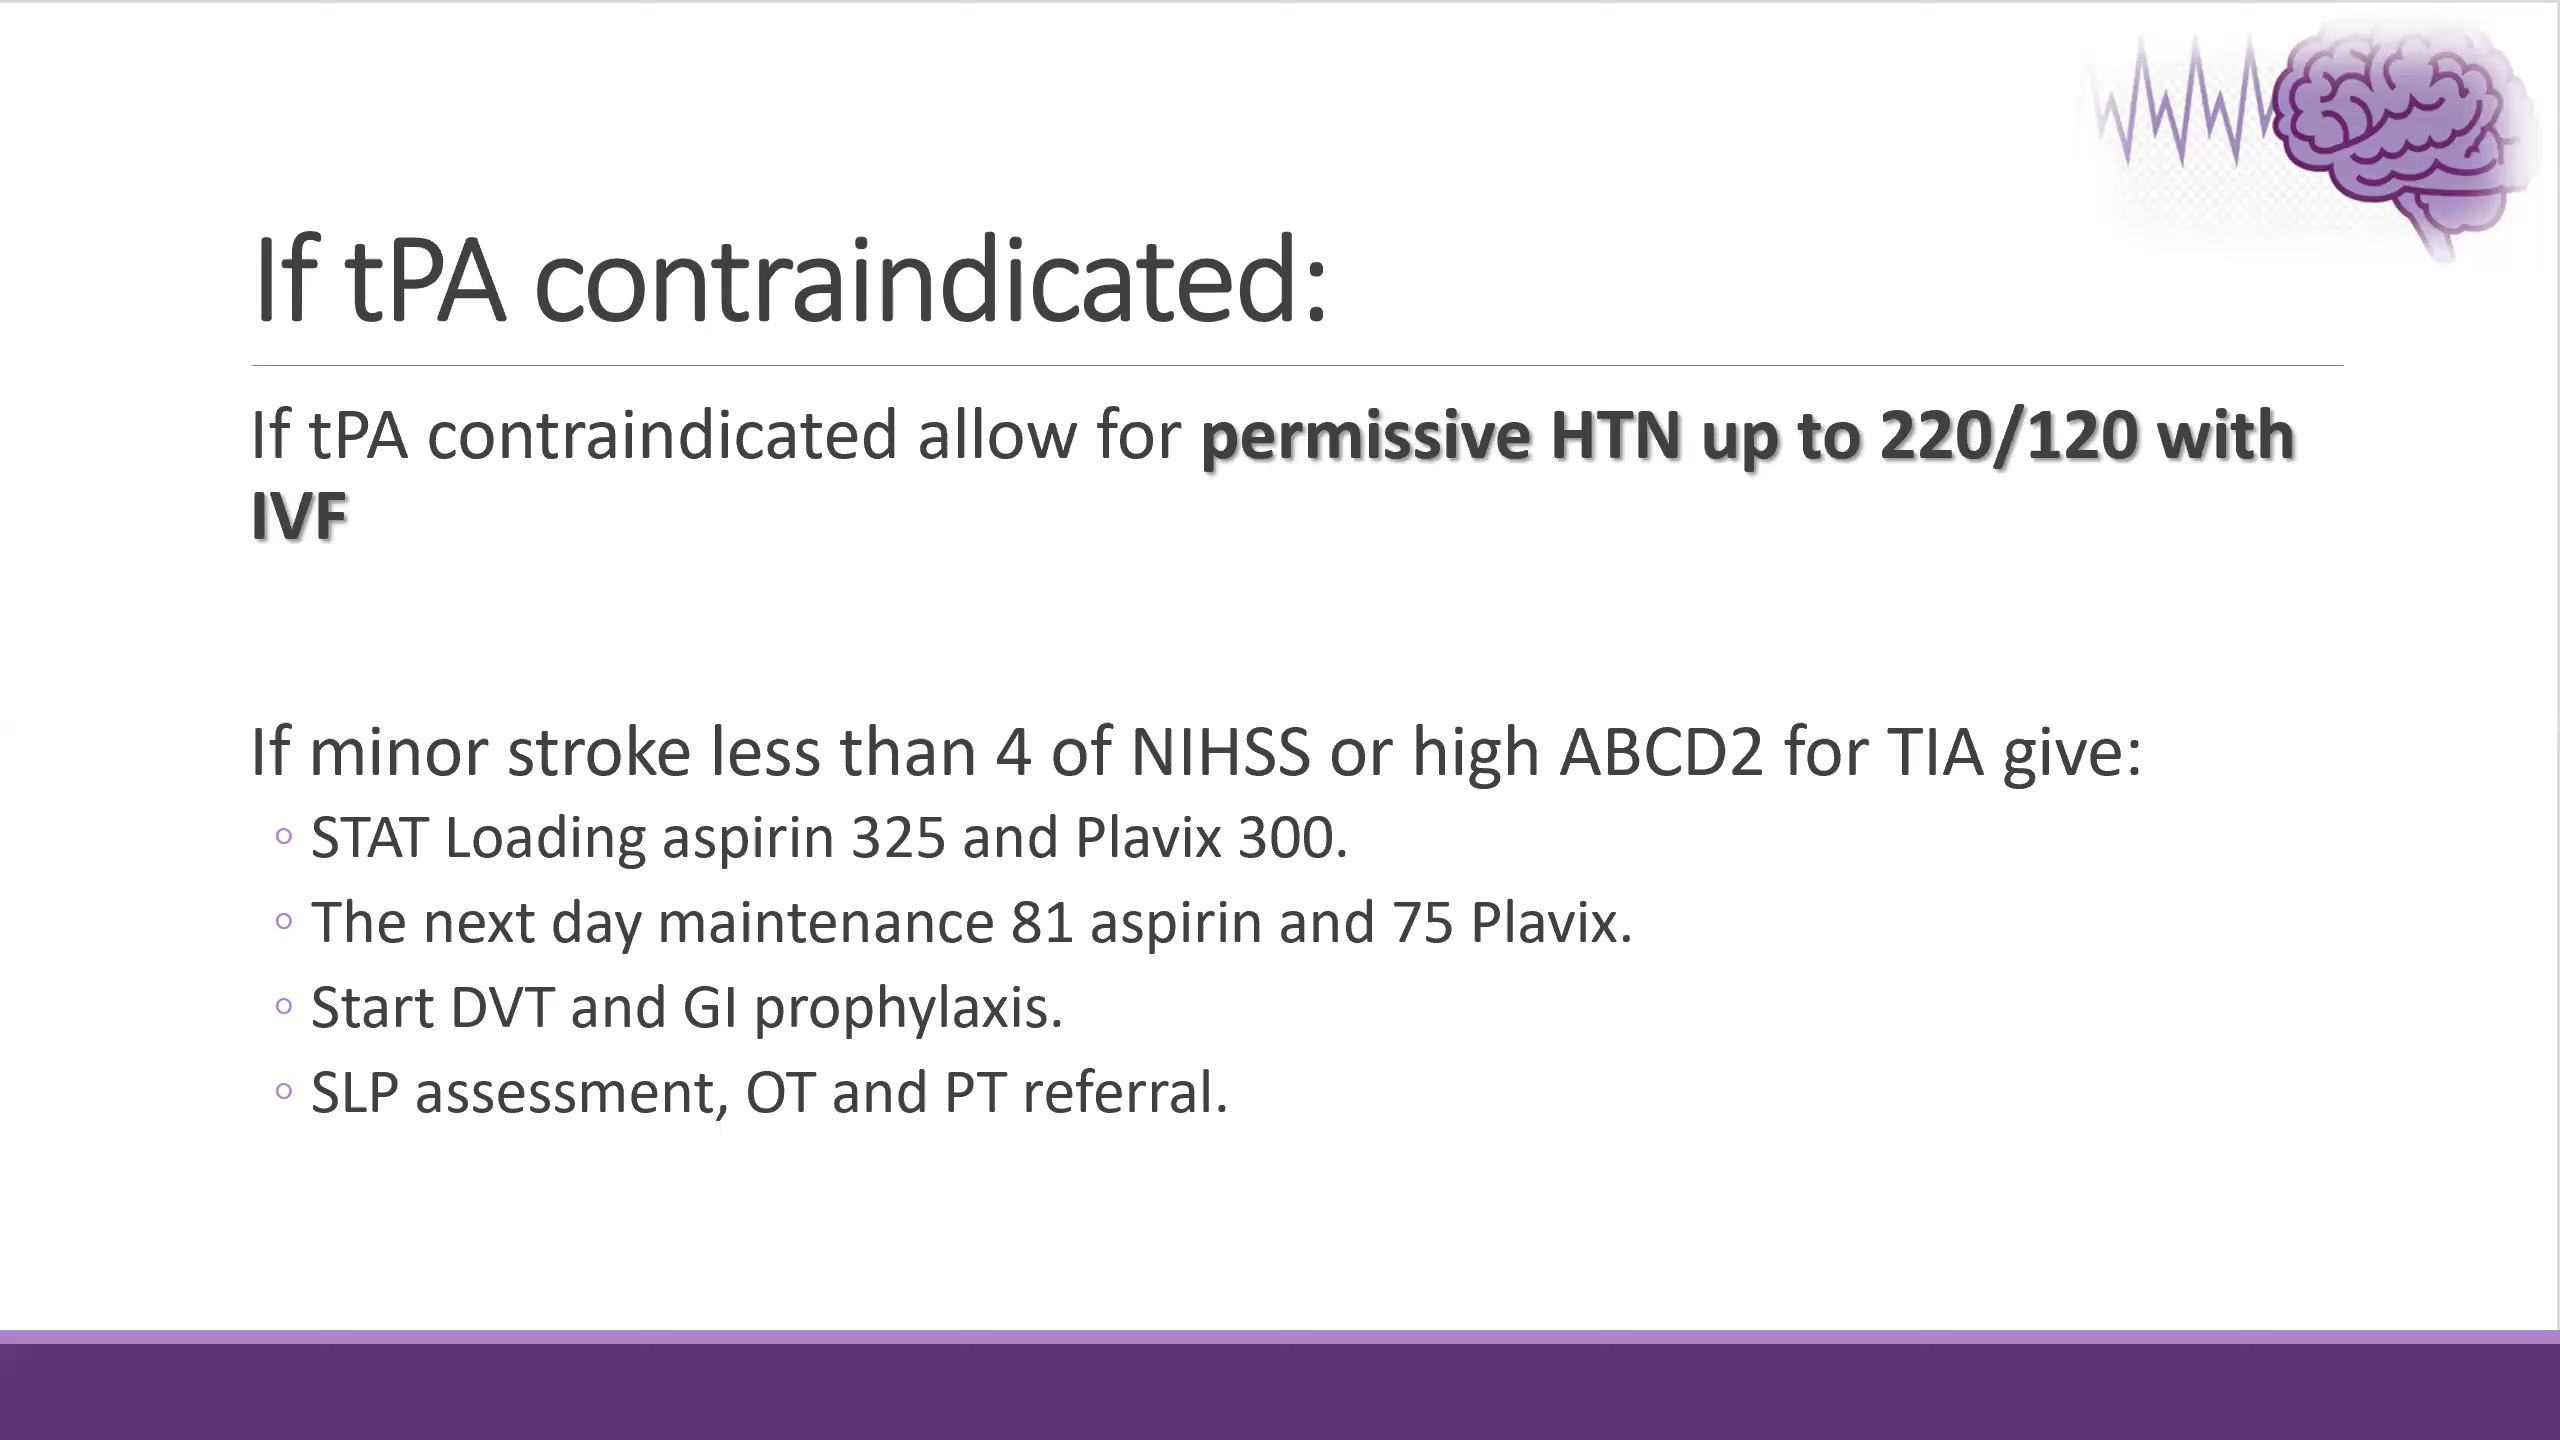 If tPA contraindicated:
If tPA contraindicated allow for permissive HTN up to 220/120 with
IVF
If minor stroke less than 4 of NIHSS or high ABCD2 for TIA give:
◦ STAT Loading aspirin 325 and Plavix 300.
◦ The next day maintenance 81 aspirin and 75 Plavix.
◦ Start DVT and GI prophylaxis.
◦ SLP assessment, OT and PT referral.